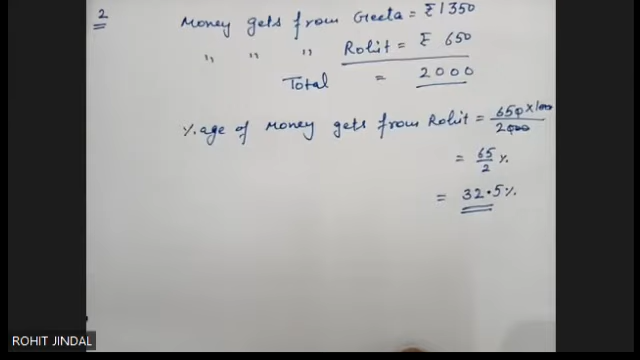 2
Money gets from Geeta = ₹ 1350
" " " Rohit = ₹ 650
Total = 2000
%age of Money gets from Rohit = 650 × 100 / 2000
= 65/2 %
= 32.5%
ROHIT JINDAL